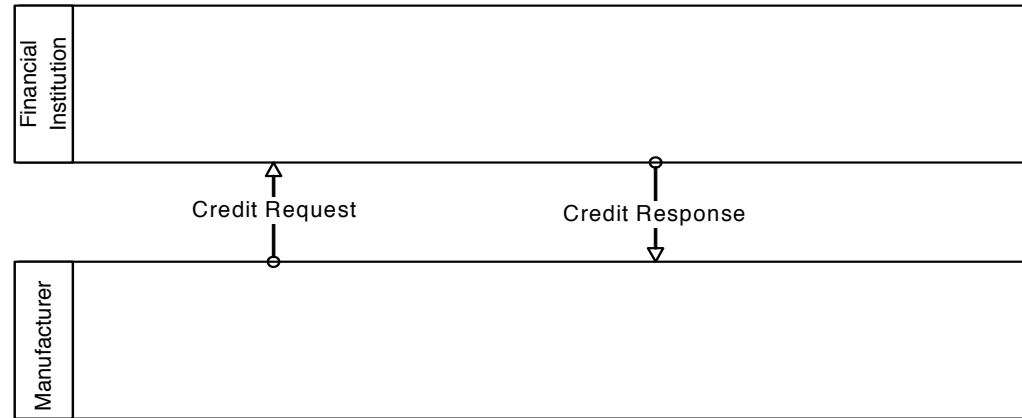 Financial
Institution
Credit Request
Credit Response
Manufacturer